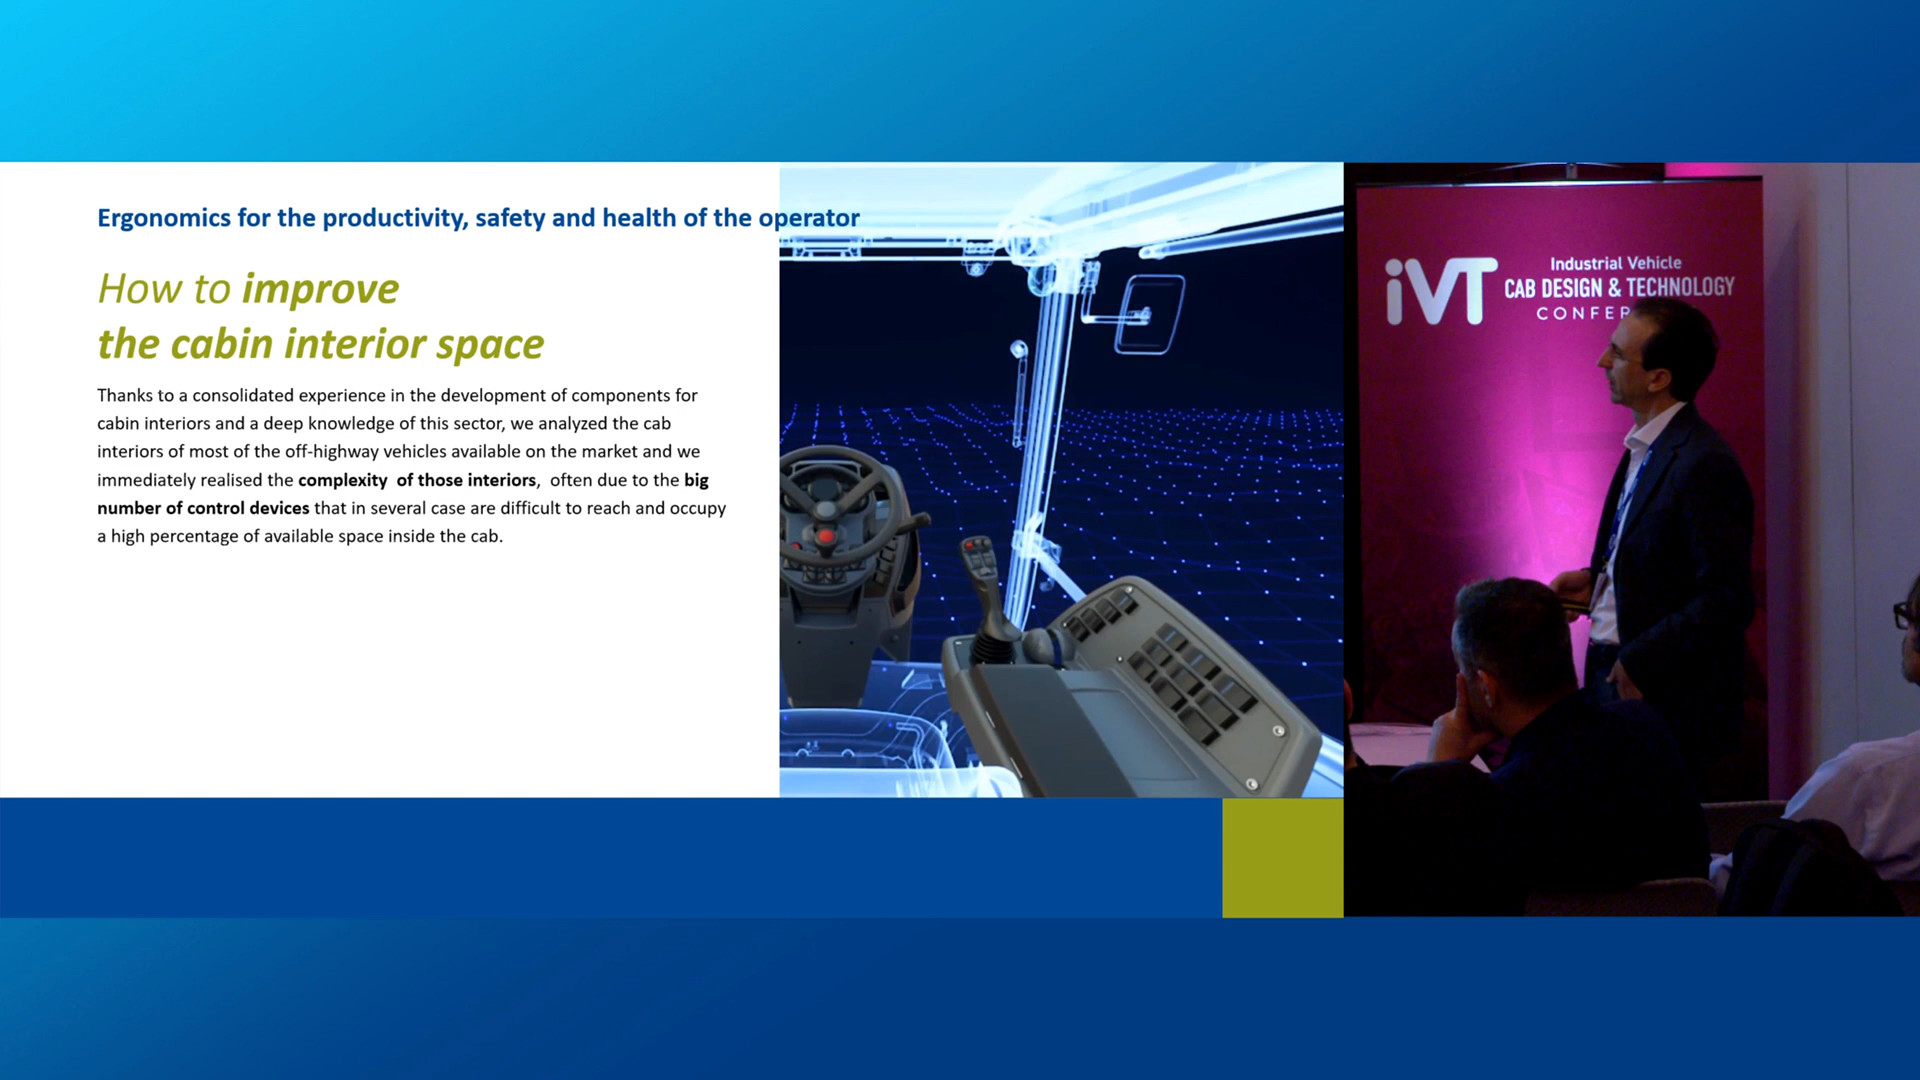 Ergonomics for the productivity, safety and health of the operator
How to improve
the cabin interior space
Thanks to a consolidated experience in the development of components for
cabin interiors and a deep knowledge of this sector, we analyzed the cab
interiors of most of the off-highway vehicles available on the market and we
immediately realised the complexity  of those interiors,  often due to the big
number of control devices that in several case are difficult to reach and occupy
a high percentage of available space inside the cab.
iVT
Industrial Vehicle
CAB DESIGN & TECHNOLOGY
CONFER